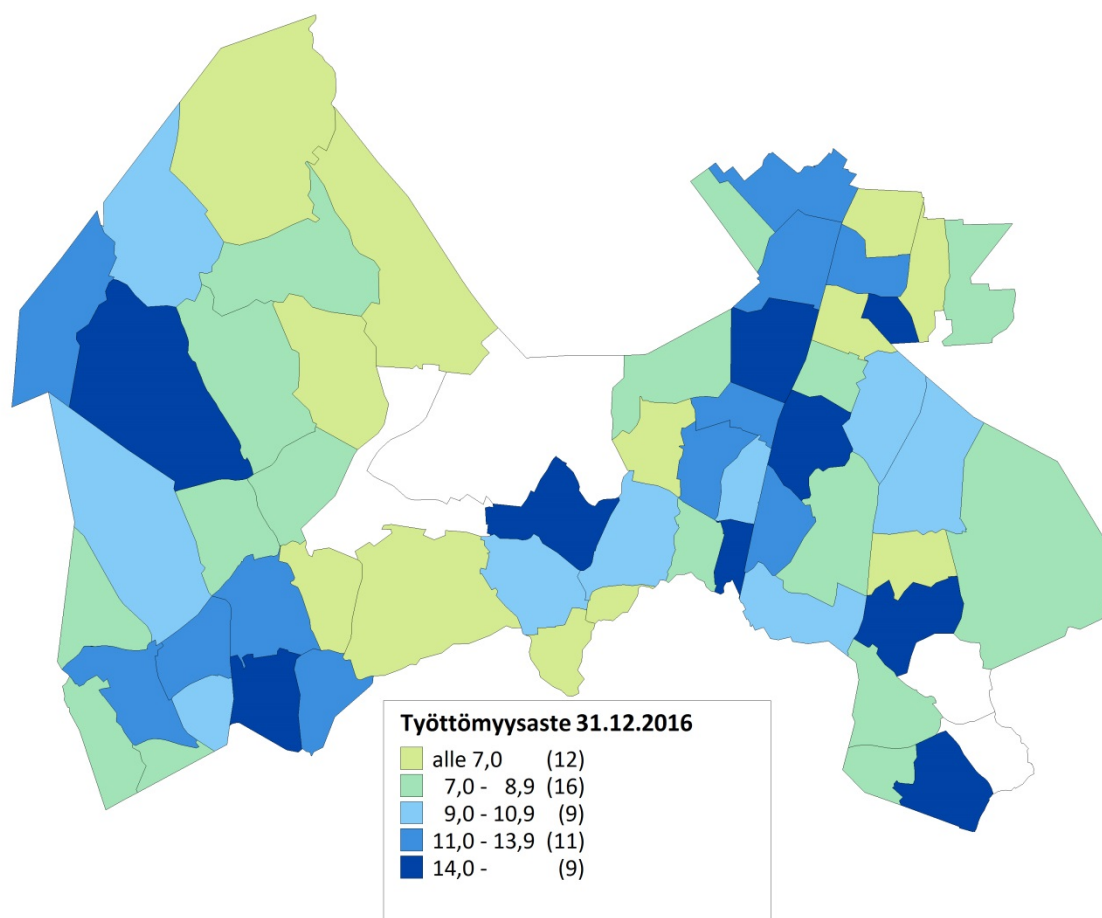 Työttömyysaste 31.12.2016
alle 7,0 (12)
7,0 - 8,9 (16)
9,0 - 10,9 (9)
11,0 - 13,9 (11)
14,0 - (9)